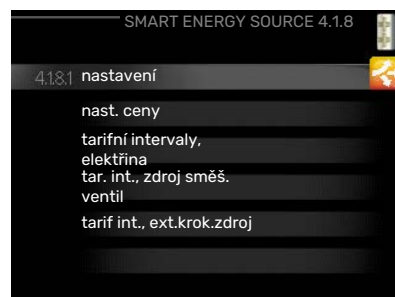 SMART ENERGY SOURCE 4.1.8
4.1.8.1 nastavení
nast. ceny
tarifní intervaly,
elektřina
tar. int., zdroj směš.
ventil
tarif int., ext.krok.zdroj